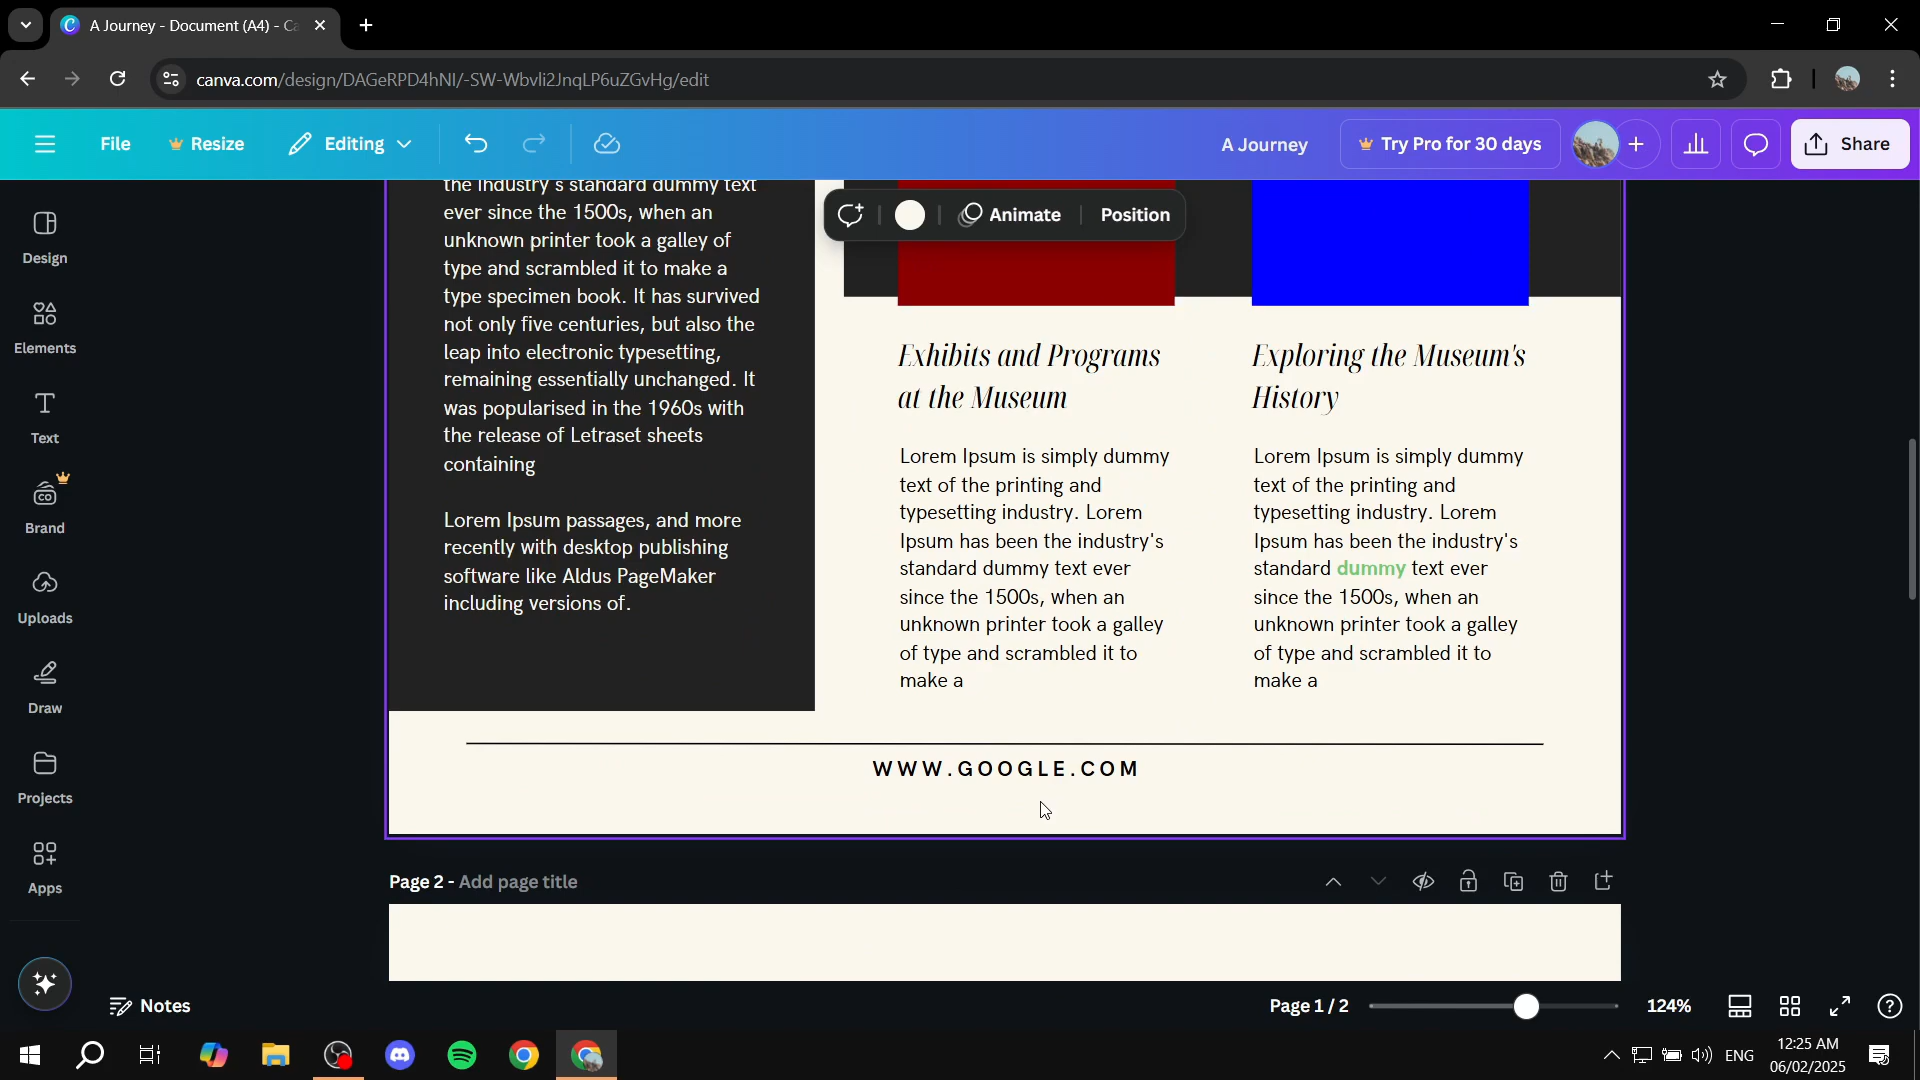 A Journey - Document (A4) - Ca
canva.com/design/DAGeRPD4hNI/-SW-Wbvli2JnqLP6uZGvHg/edit
File
Resize
Editing
A Journey
Try Pro for 30 days
Share
Animate
Position
Design
Elements
Text
Brand
Uploads
Draw
Projects
Apps
the industry's standard dummy text
ever since the 1500s, when an
unknown printer took a galley of
type and scrambled it to make a
type specimen book. It has survived
not only five centuries, but also the
leap into electronic typesetting,
remaining essentially unchanged. It
was popularised in the 1960s with
the release of Letraset sheets
containing
Lorem Ipsum passages, and more
recently with desktop publishing
software like Aldus PageMaker
including versions of.
Exhibits and Programs
at the Museum
Lorem Ipsum is simply dummy
text of the printing and
typesetting industry. Lorem
Ipsum has been the industry's
standard dummy text ever
since the 1500s, when an
unknown printer took a galley
of type and scrambled it to
make a
Exploring the Museum's
History
Lorem Ipsum is simply dummy
text of the printing and
typesetting industry. Lorem
Ipsum has been the industry's
standard dummy text ever
since the 1500s, when an
unknown printer took a galley
of type and scrambled it to
make a
WWW.GOOGLE.COM
Page 2 - Add page title
Notes
Page 1 / 2
124%
ENG
12:25 AM
06/02/2025